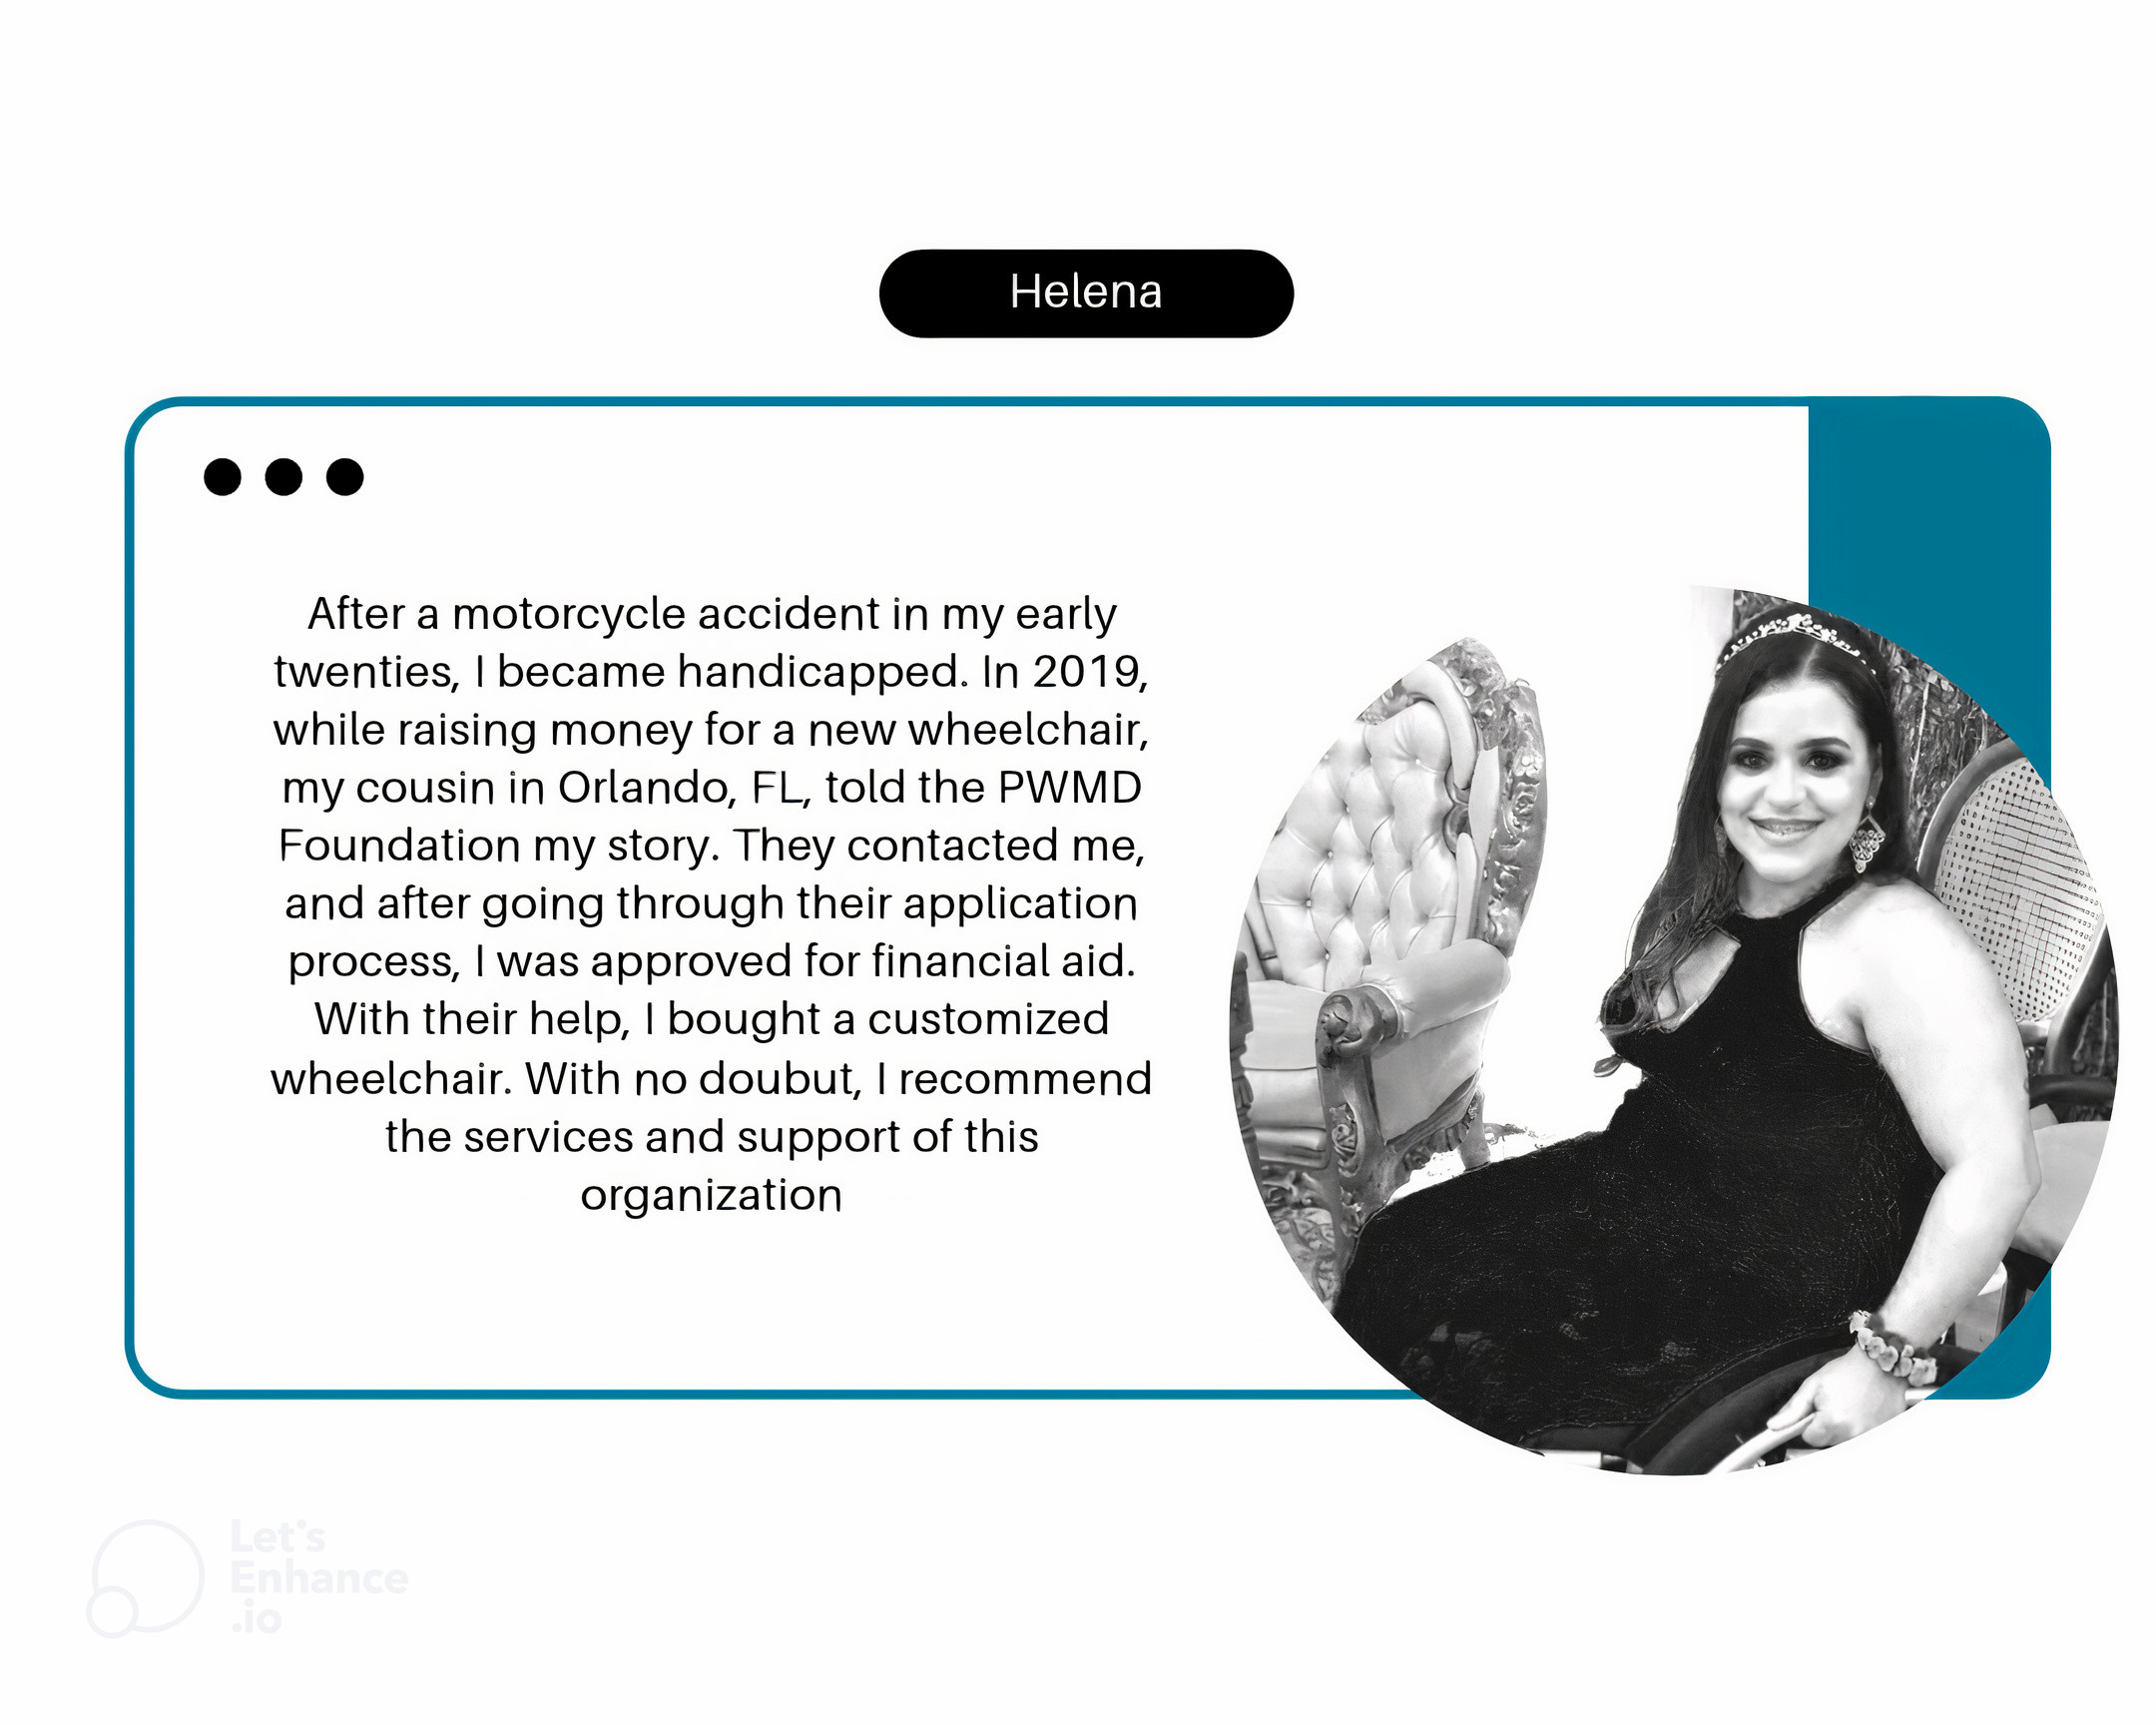 Helena
After a motorcycle accident in my early
twenties, I became handicapped. In 2019,
while raising money for a new wheelchair,
my cousin in Orlando, FL, told the PWMD
Foundation my story. They contacted me,
and after going through their application
process, I was approved for financial aid.
With their help, I bought a customized
wheelchair. With no doubut, I recommend
the services and support of this
organization
Let's
Enhance
.io